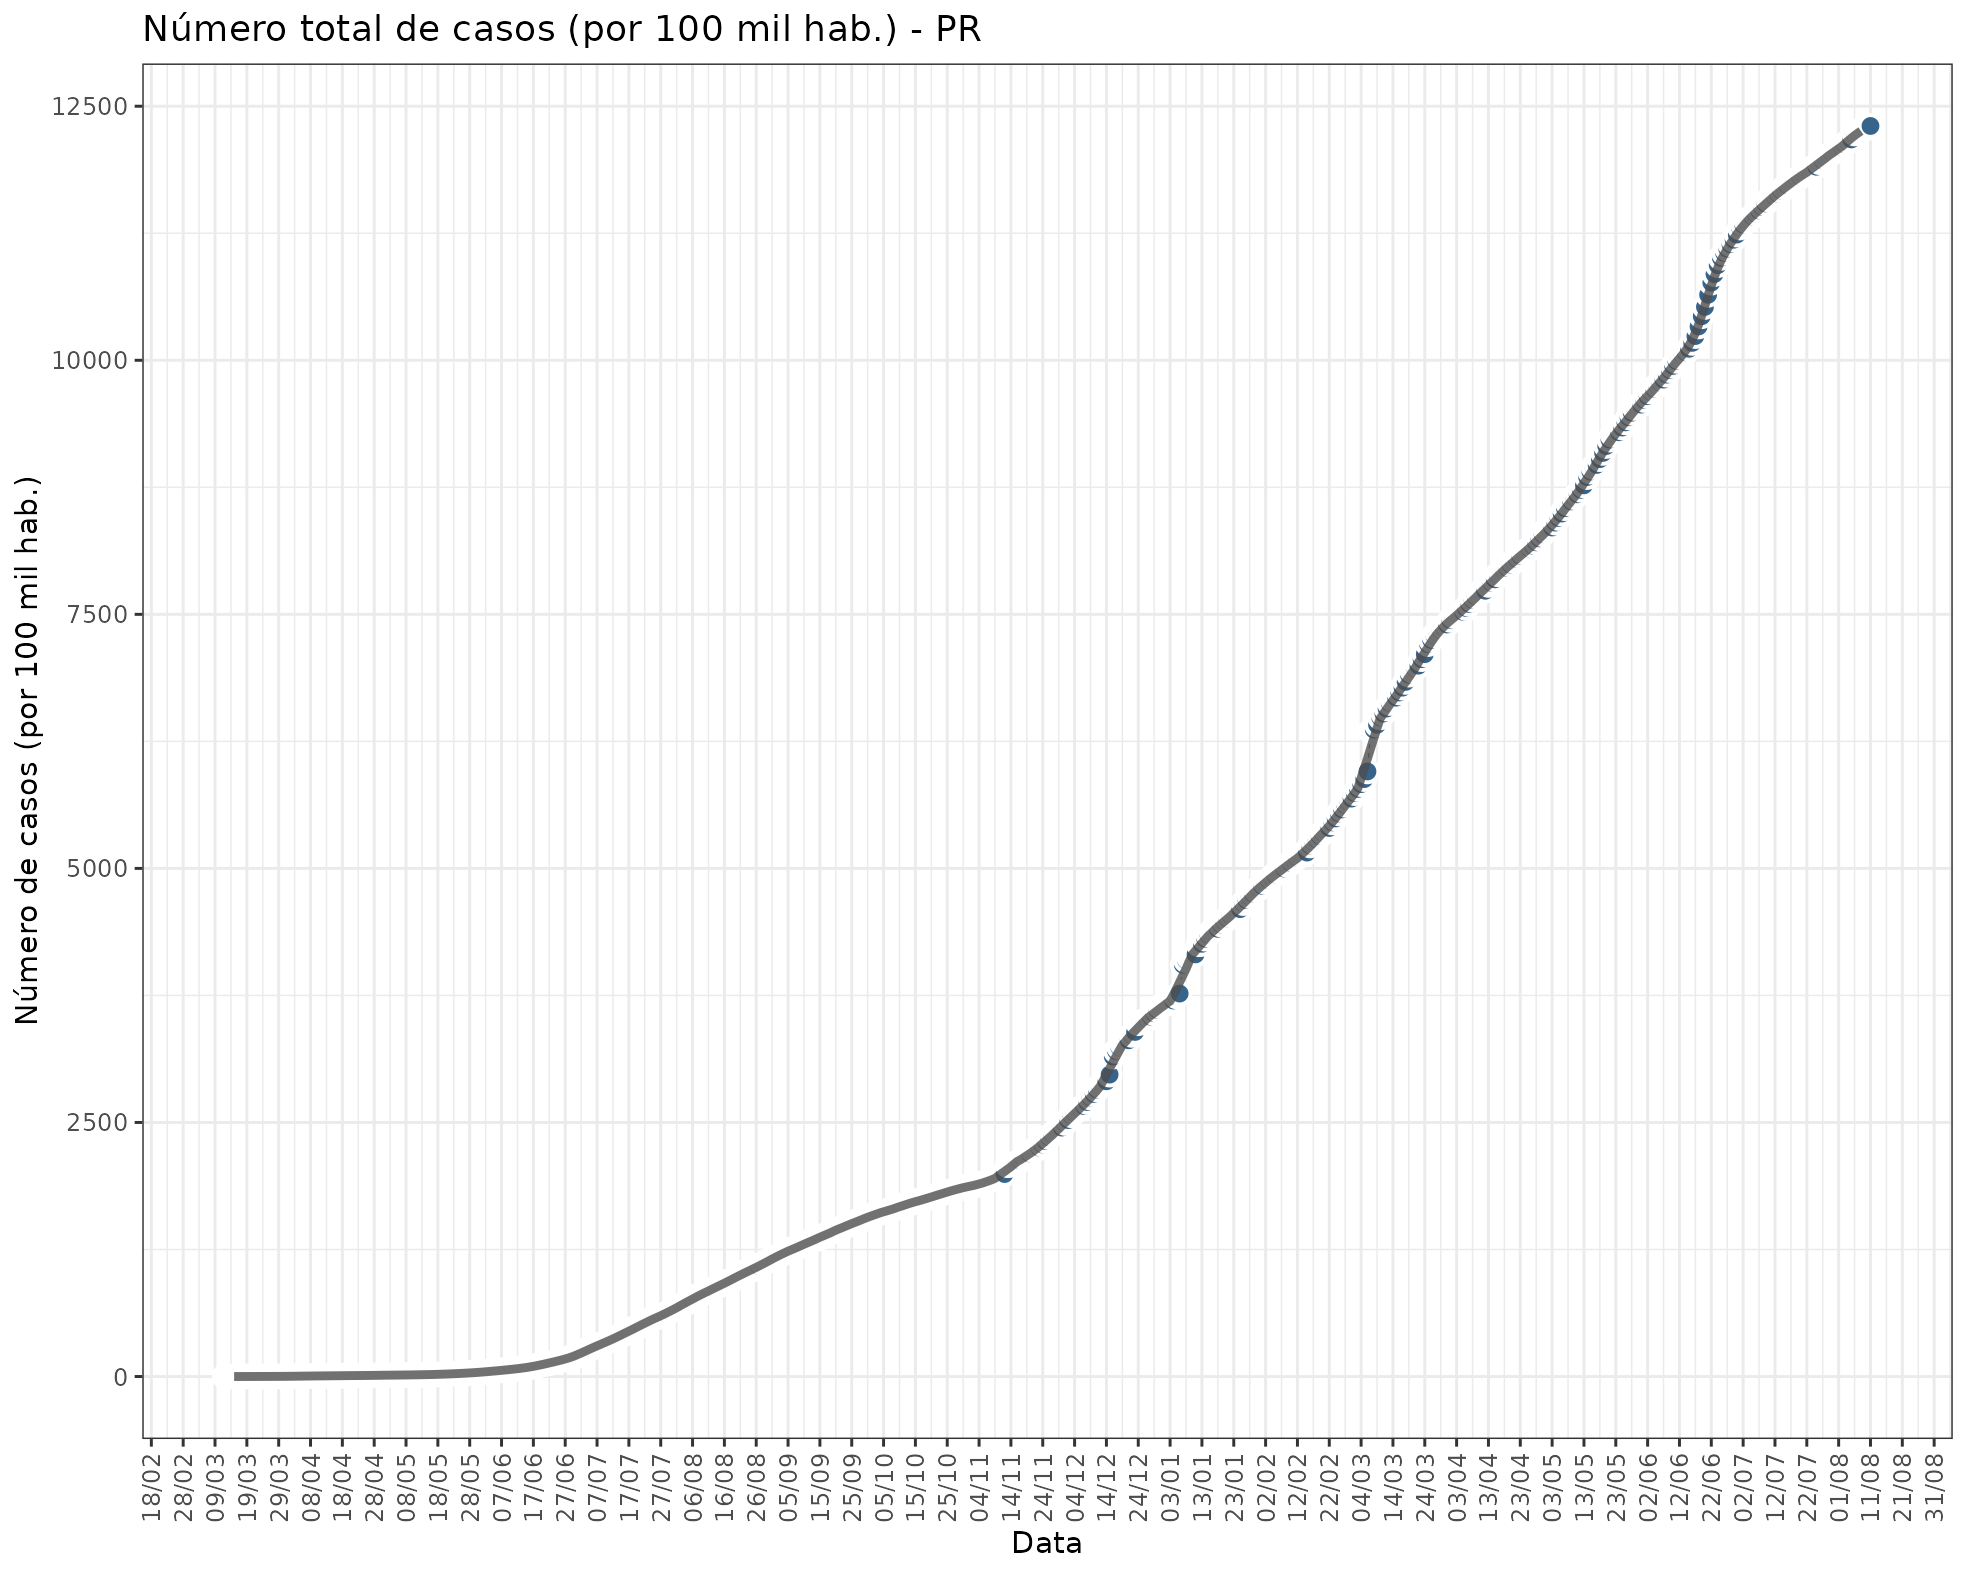 Número total de casos (por 100 mil hab.) - PR
Número de casos (por 100 mil hab.)
12500
10000
7500
5000
2500
0
18/02 28/02 09/03 19/03 29/03 08/04 18/04 28/04 08/05 18/05 28/05 07/06 17/06 27/06 07/07 17/07 27/07 06/08 16/08 26/08 05/09 15/09 25/09 05/10 15/10 25/10 04/11 14/11 24/11 04/12 14/12 24/12 03/01 13/01 23/01 02/02 12/02 22/02 04/03 14/03 24/03 03/04 13/04 23/04 03/05 13/05 23/05 02/06 12/06 22/06 02/07 12/07 22/07 01/08 11/08 21/08 31/08
Data